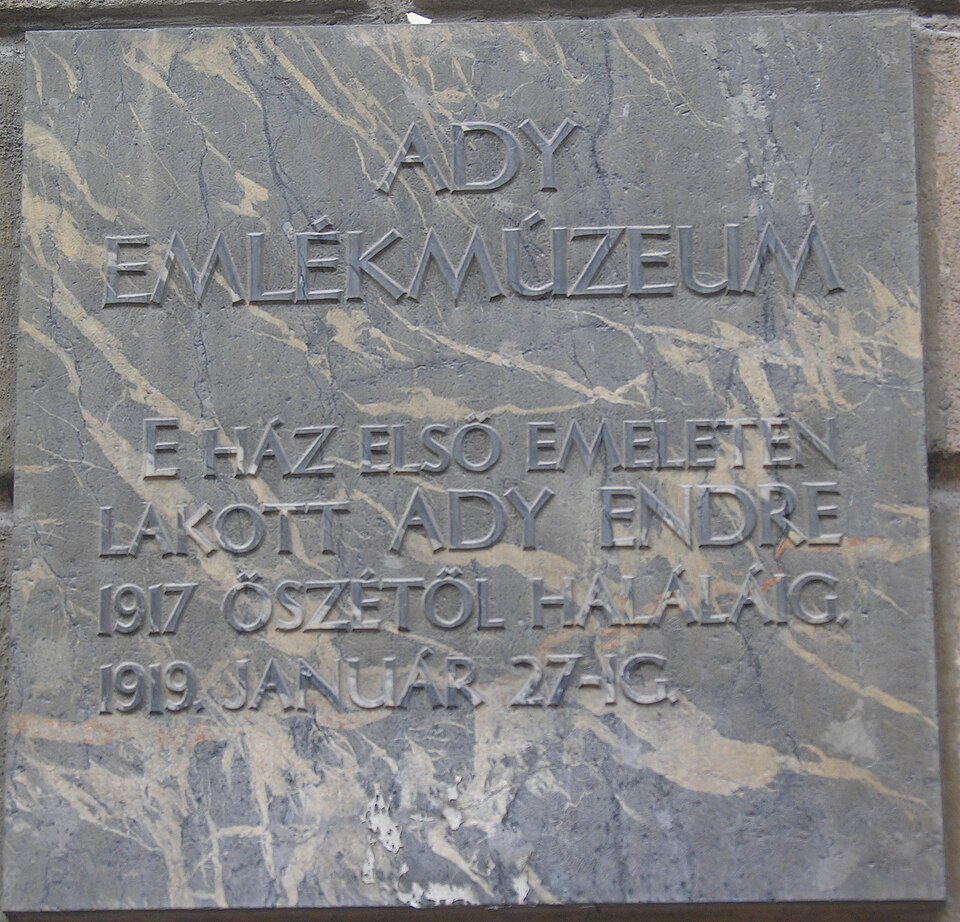 ADY
EMLÉKMÚZEUM
E HÁZ ELSŐ EMELETÉN
LAKOTT ADY ENDRE
1917 ŐSZÉTŐL HALÁLÁIG,
1919. JANUÁR 27-IG.